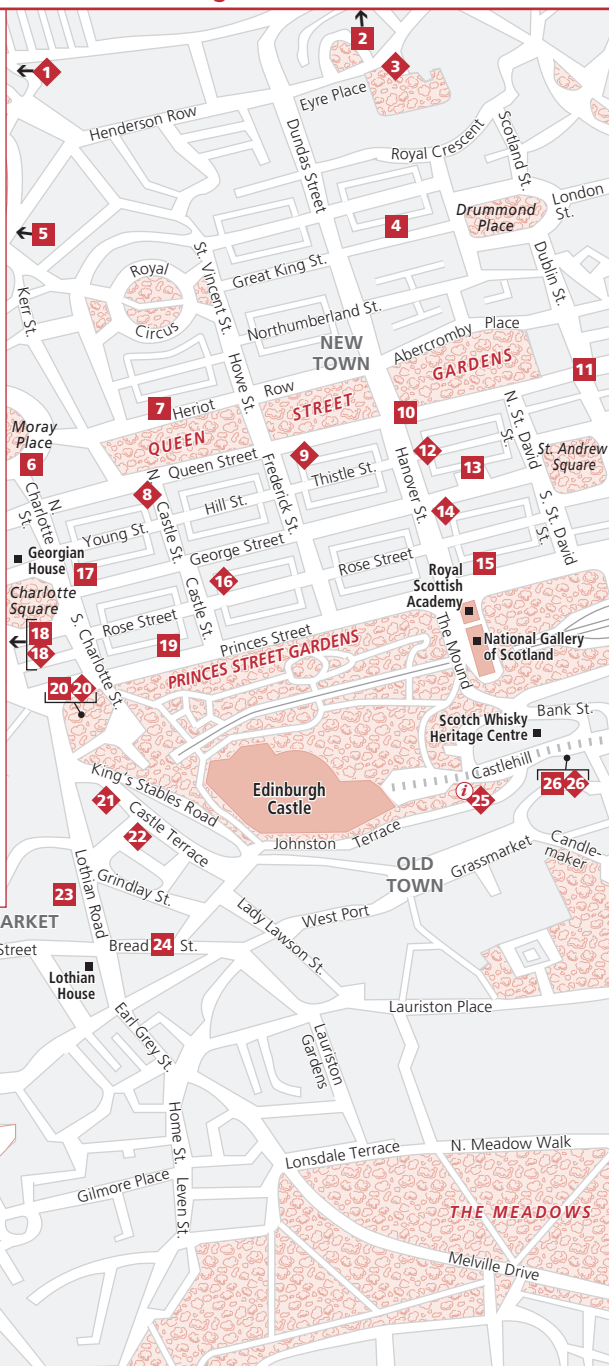 2
1
3
Eyre Place
Henderson Row
Dundas Street
Royal Crescent
Scotland St.
London
St.
Drummond
Place
4
5
Dublin St.
Kerr St.
Royal
Circus
St. Vincent St.
Great King St.
Northumberland St.
NEW
TOWN
Abercromby Place
GARDENS
Howe St.
11
7
Heriot Row
STREET
QUEEN
10
Moray
Place
6
Queen Street
9
12
13
N. St. David
St.
St. Andrew
Square
N.
Charlotte
St.
8
N. Castle St.
Frederick St.
Thistle St.
Hanover St.
14
Hill St.
Young St.
George Street
S. St. David
St.
Georgian
House
17
16
Rose Street
15
Royal
Scottish
Academy
Charlotte
Square
18
18
S. Charlotte St.
Castle St.
Rose Street
19
Princes Street
PRINCES STREET GARDENS
The Mound
National Gallery
of Scotland
20
20
Scotch Whisky
Heritage Centre
Bank St.
Castlehill
26
26
King's Stables Road
Edinburgh
Castle
i
25
21
Castle Terrace
22
Johnston Terrace
OLD
TOWN
Grassmarket
Candle-
maker
Lothian Road
23
Grindlay St.
Lady Lawson St.
West Port
ARKET
Street
Bread
24
St.
Lothian
House
Earl Grey St.
Lauriston Place
Lauriston
Gardens
Home St.
Lonsdale Terrace
N. Meadow Walk
Gilmore Place
Leven St.
THE MEADOWS
Melville Drive